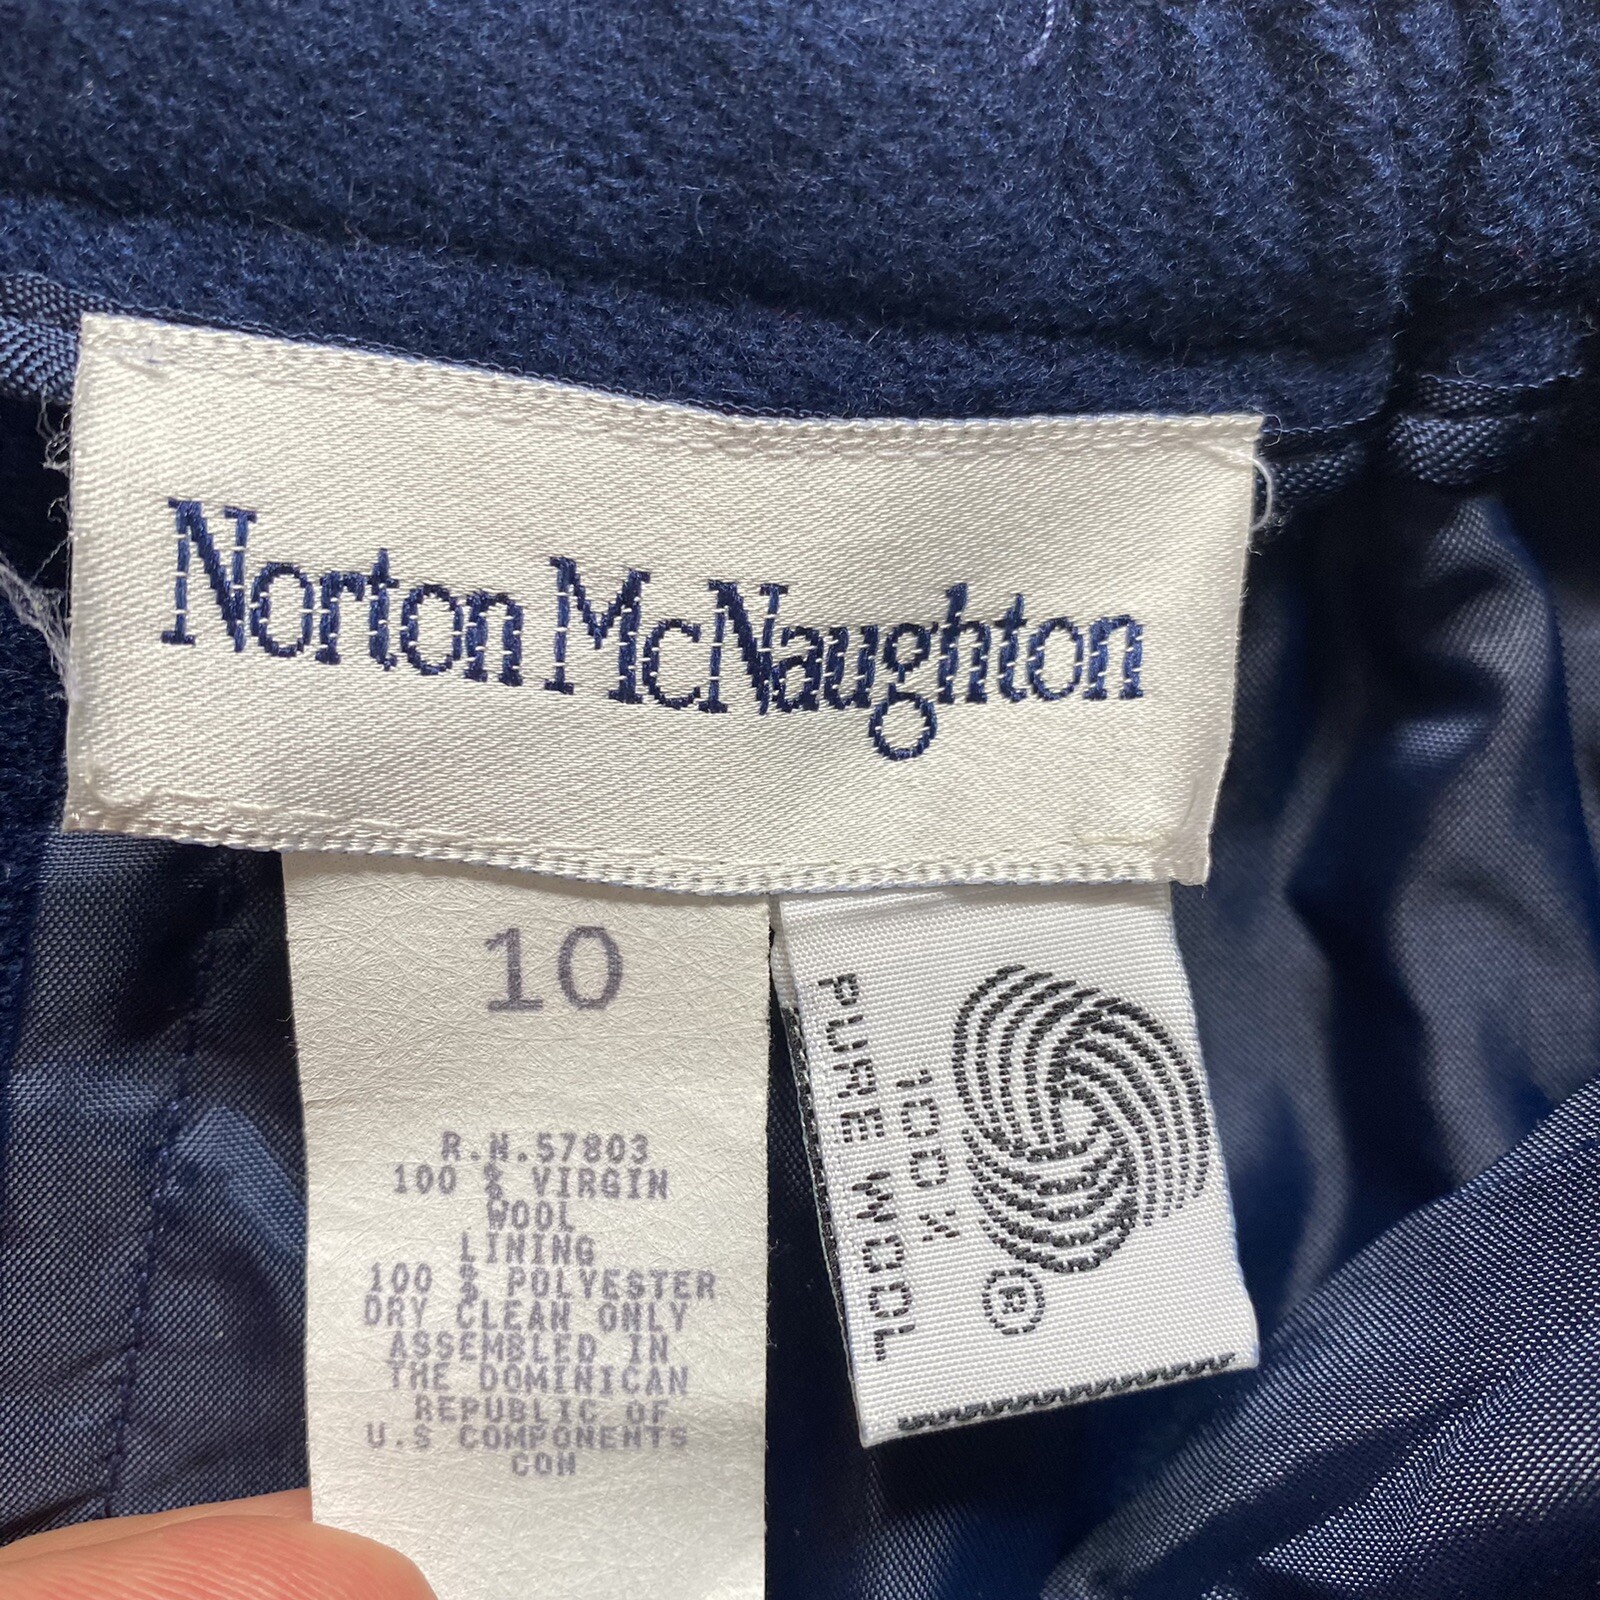 Norton McNaughton
10
R.N.57803
100 % VIRGIN
WOOL
LINING
100 % POLYESTER
DRY CLEAN ONLY
ASSEMBLED IN
THE DOMINICAN
REPUBLIC OF
U.S COMPONENTS
CON
100 %
PURE WOOL
®